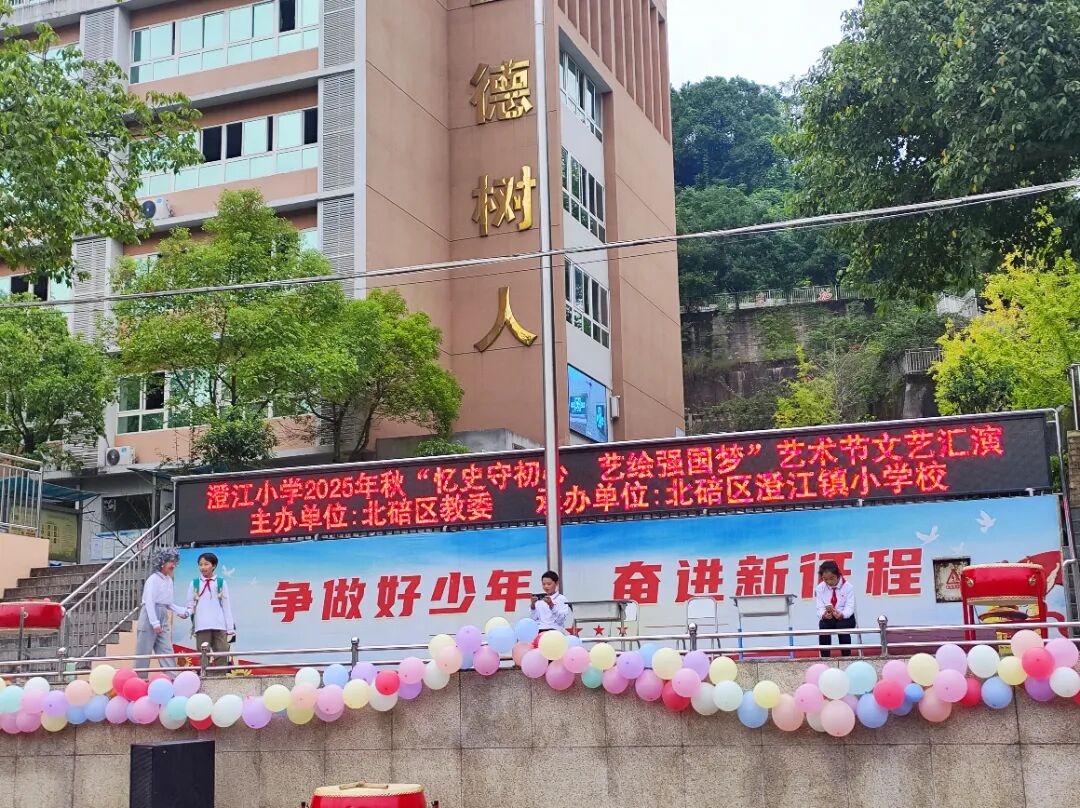 德
树
人
澄江小学2025年秋“忆史守初心 艺绘强国梦”艺术节文艺汇演
主办单位:北碚区教委 承办单位:北碚区澄江镇小学校
争做好少年 奋进新征程